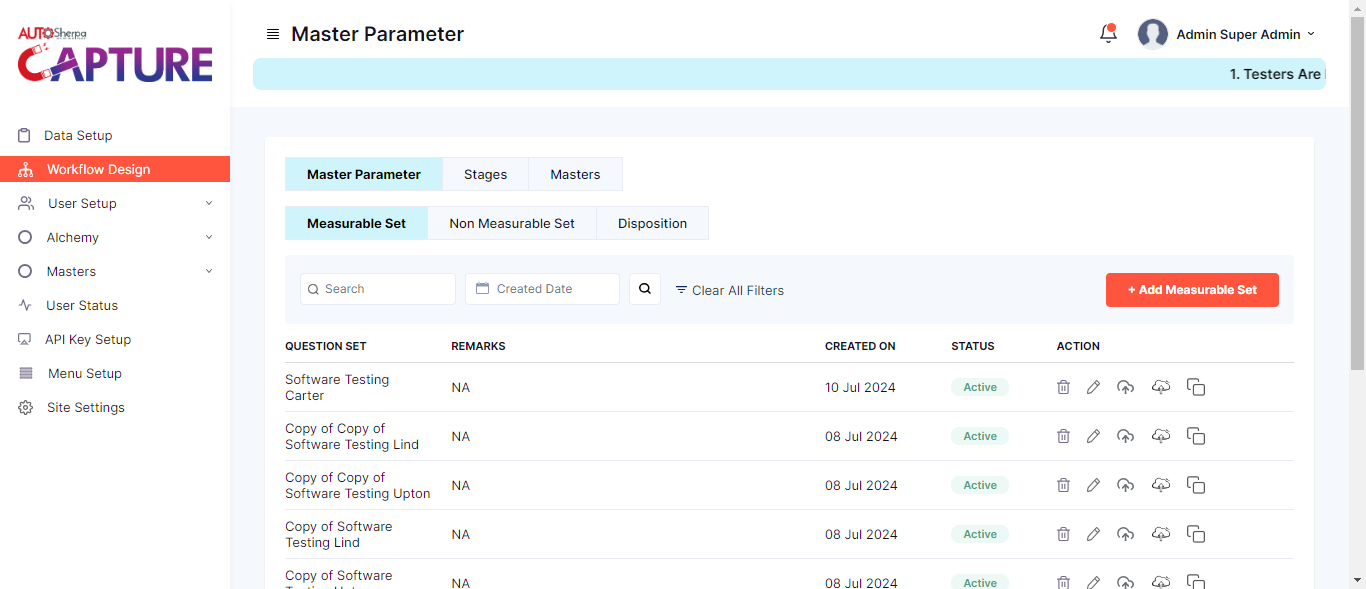 AUTO Sherpa
CAPTURE
Data Setup
Workflow Design
User Setup
Alchemy
Masters
User Status
API Key Setup
Menu Setup
Site Settings
Master Parameter
Admin Super Admin
1. Testers Are
Master Parameter Stages Masters
Measurable Set Non Measurable Set Disposition
Search Created Date Clear All Filters + Add Measurable Set
QUESTION SET REMARKS CREATED ON STATUS ACTION
Software Testing
Carter NA 10 Jul 2024 Active
Copy of Copy of
Software Testing Lind NA 08 Jul 2024 Active
Copy of Copy of
Software Testing Upton NA 08 Jul 2024 Active
Copy of Software
Testing Lind NA 08 Jul 2024 Active
Copy of Software
NA 08 Jul 2024 Active